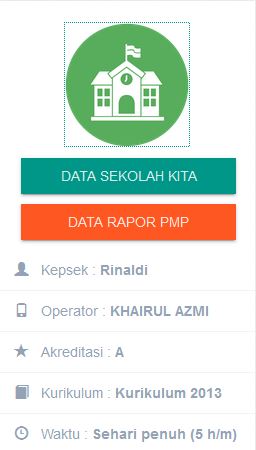 DATA SEKOLAH KITA
DATA RAPOR PMP
Kepsek : Rinaldi
Operator : KHAIRUL AZMI
Akreditasi : A
Kurikulum : Kurikulum 2013
Waktu : Sehari penuh (5 h/m)